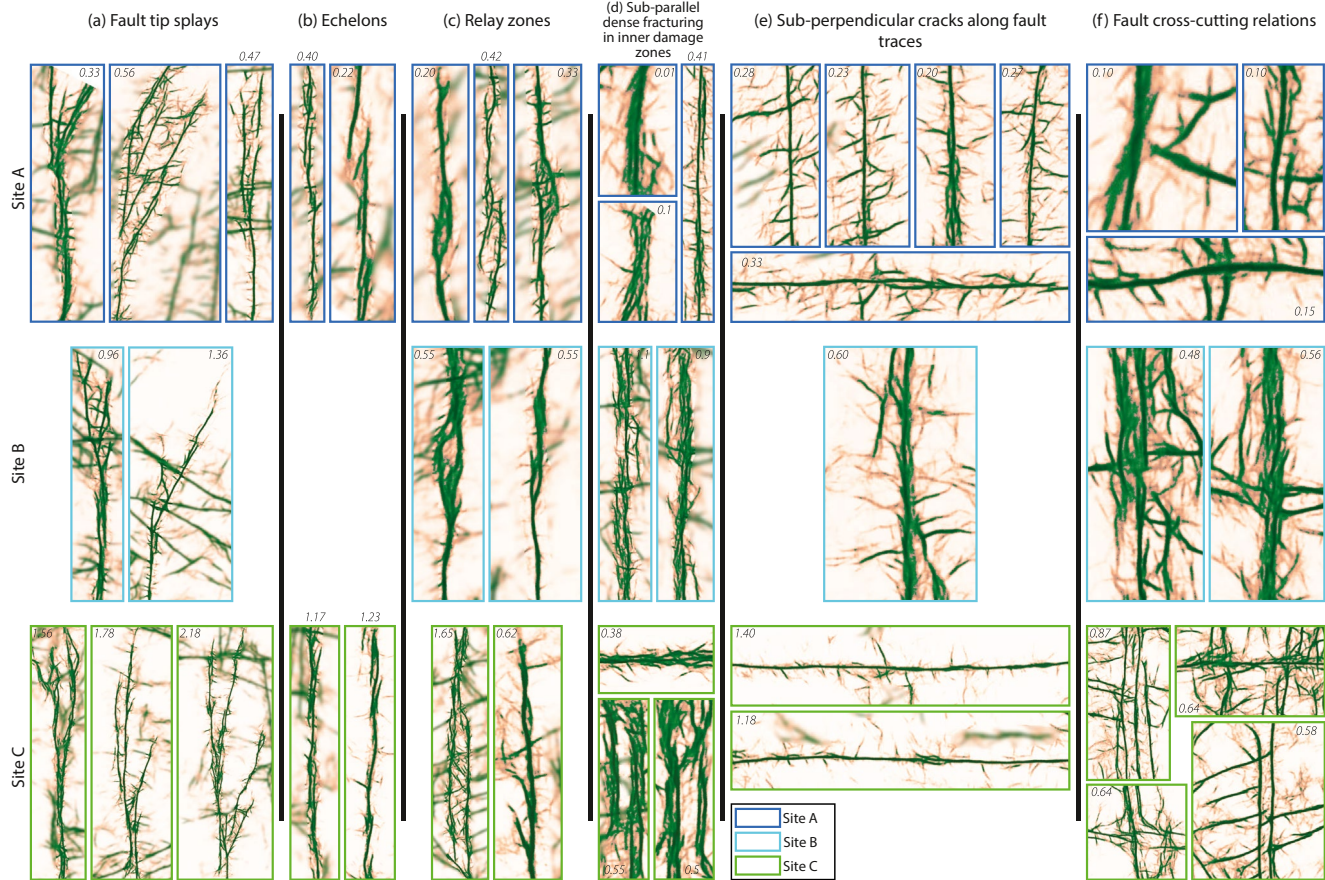 (a) Fault tip splays
(b) Echelons
(c) Relay zones
(d) Sub-parallel
dense fracturing
in inner damage
zones
(e) Sub-perpendicular cracks along fault
traces
(f) Fault cross-cutting relations
Site A
0.33
0.56
0.47
0.40
0.22
0.20
0.42
0.33
0.01
0.41
0.1
0.28
0.23
0.20
0.27
0.33
0.10
0.10
0.15
Site B
0.96
1.36
0.55
0.55
0.9
0.60
0.48
0.56
Site C
1.56
1.78
2.18
1.17
1.23
1.65
0.62
0.38
0.55
0.5
1.40
1.18
0.87
0.64
0.58
0.64
Site A
Site B
Site C